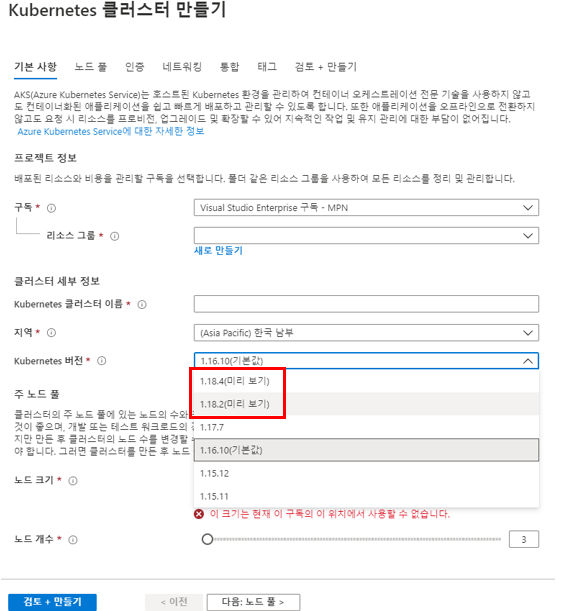 Kubernetes 클러스터 만들기
기본 사항 노드 풀 인증 네트워킹 통합 태그 검토 + 만들기
AKS(Azure Kubernetes Service)는 호스트된 Kubernetes 환경을 관리하여 컨테이너 오케스트레이션 전문 기술을 사용하지 않고
도 컨테이너화된 애플리케이션을 쉽고 빠르게 배포하고 관리할 수 있도록 합니다. 또한 애플리케이션을 오프라인으로 전환하지
않고도 요청 시 리소스를 프로비전, 업그레이드 및 확장할 수 있어 지속적인 작업 및 유지 관리에 대한 부담이 없어집니다.
Azure Kubernetes Service에 대한 자세한 정보
프로젝트 정보
배포된 리소스와 비용을 관리할 구독을 선택합니다. 폴더 같은 리소스 그룹을 사용하여 모든 리소스를 정리 및 관리합니다.
구독 * Visual Studio Enterprise 구독 - MPN
리소스 그룹 *
새로 만들기
클러스터 세부 정보
Kubernetes 클러스터 이름 *
지역 * (Asia Pacific) 한국 남부
Kubernetes 버전 * 1.16.10(기본값)
1.18.4(미리 보기)
1.18.2(미리 보기)
1.17.7
1.16.10(기본값)
1.15.12
1.15.11
주 노드 풀
클러스터의 주 노드 풀에 있는 노드의 수와
것이 좋으며, 개발 또는 테스트 워크로드의
지만 만든 후 클러스터의 노드 수를 변경할
야 합니다. 그러면 클러스터를 만든 후 노드
노드 크기 *
이 크기는 현재 이 구독의 이 위치에서 사용할 수 없습니다.
노드 개수 * 3
검토 + 만들기 < 이전 다음: 노드 풀 >